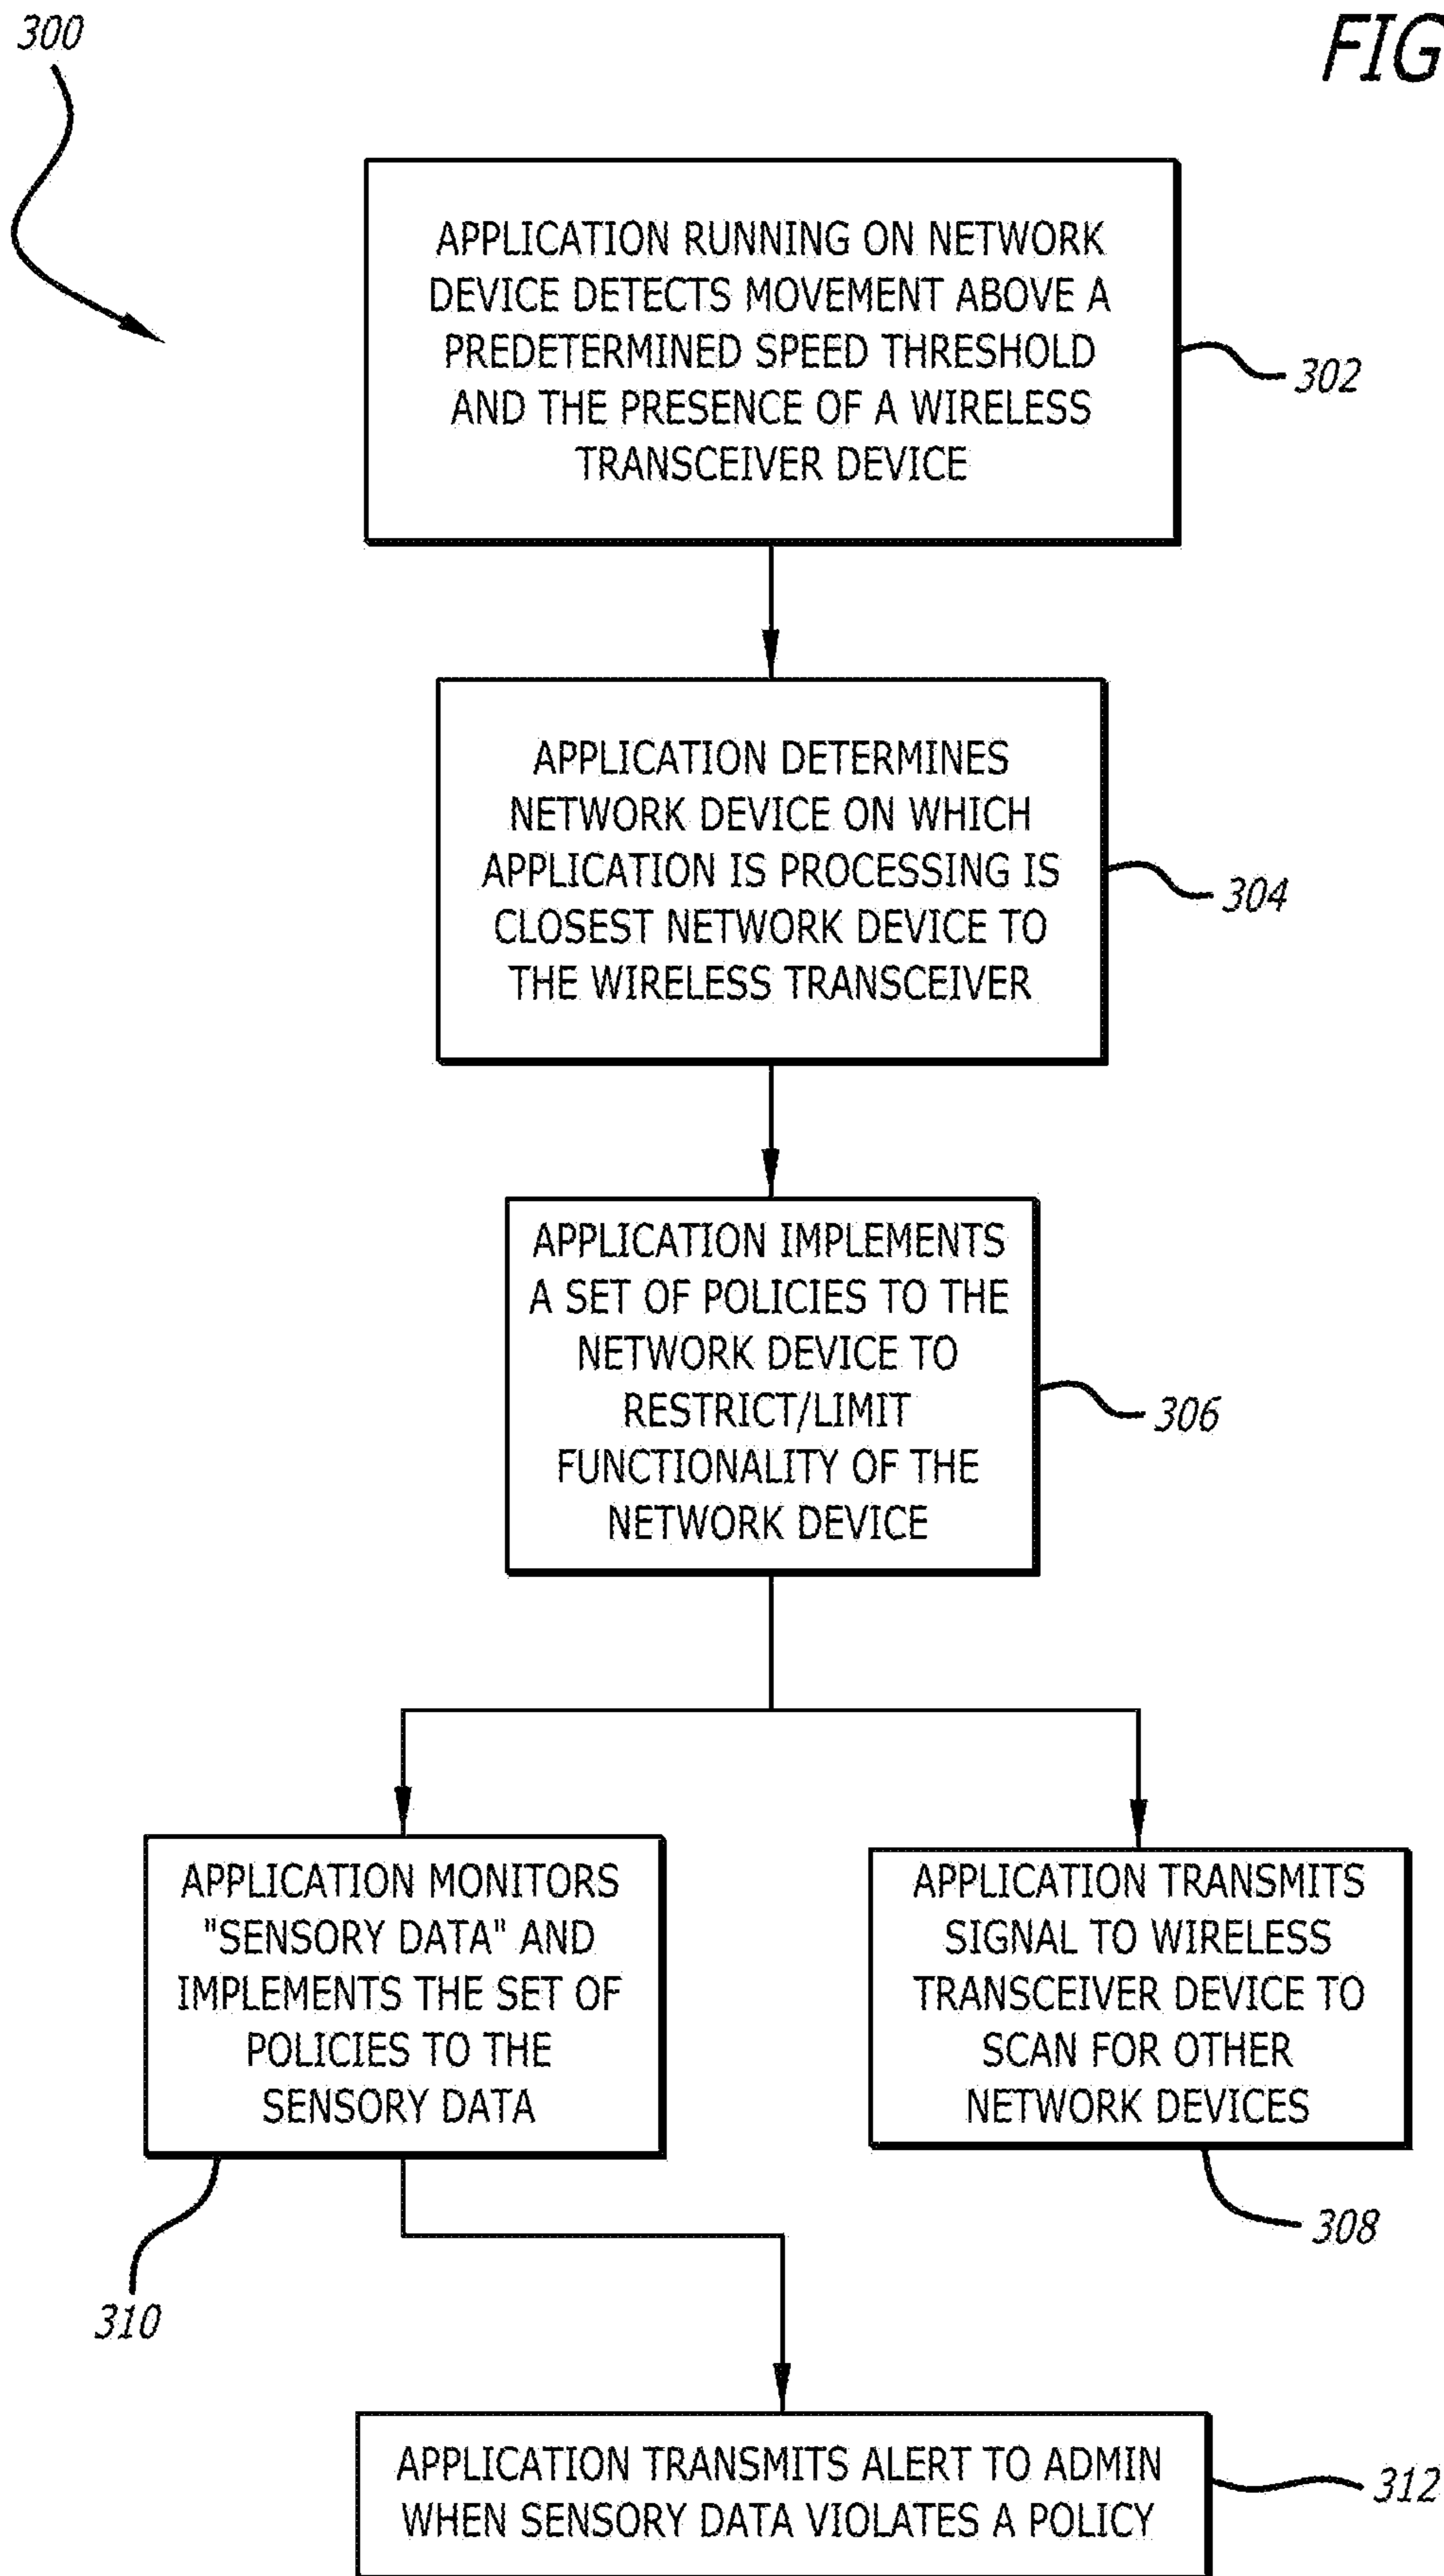 300
FIG
APPLICATION RUNNING ON NETWORK
DEVICE DETECTS MOVEMENT ABOVE A
PREDETERMINED SPEED THRESHOLD
AND THE PRESENCE OF A WIRELESS
TRANSCEIVER DEVICE
302
APPLICATION DETERMINES
NETWORK DEVICE ON WHICH
APPLICATION IS PROCESSING IS
CLOSEST NETWORK DEVICE TO
THE WIRELESS TRANSCEIVER
304
APPLICATION IMPLEMENTS
A SET OF POLICIES TO THE
NETWORK DEVICE TO
RESTRICT/LIMIT
FUNCTIONALITY OF THE
NETWORK DEVICE
306
APPLICATION MONITORS
"SENSORY DATA" AND
IMPLEMENTS THE SET OF
POLICIES TO THE
SENSORY DATA
310
APPLICATION TRANSMITS
SIGNAL TO WIRELESS
TRANSCEIVER DEVICE TO
SCAN FOR OTHER
NETWORK DEVICES
308
APPLICATION TRANSMITS ALERT TO ADMIN
WHEN SENSORY DATA VIOLATES A POLICY
312